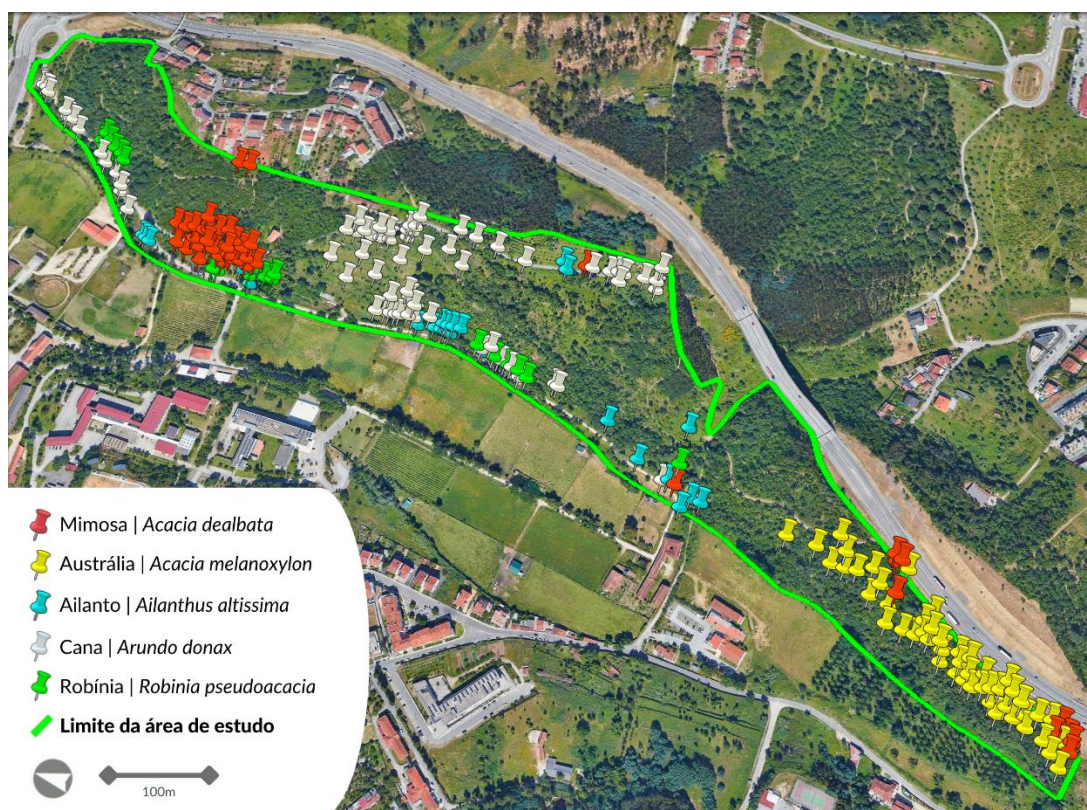 Mimosa | Acacia dealbata
Austrália | Acacia melanoxylon
Ailanto | Ailanthus altissima
Cana | Arundo donax
Robínia | Robinia pseudoacacia
Limite da área de estudo
100m